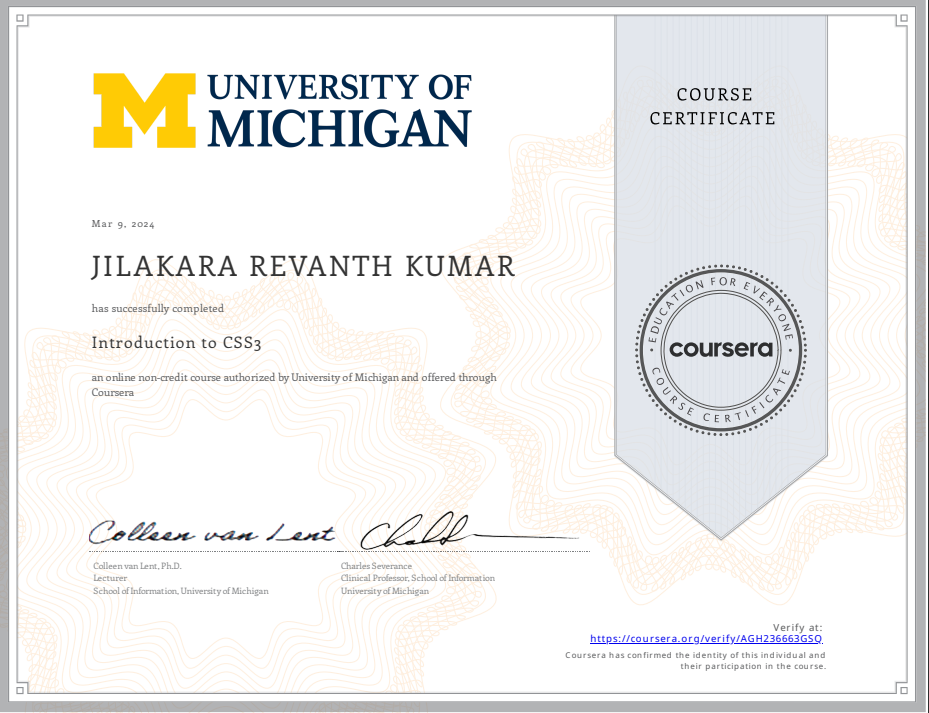 UNIVERSITY OF
MICHIGAN
COURSE
CERTIFICATE
Mar 9, 2024
JILAKARA REVANTH KUMAR
has successfully completed
Introduction to CSS3
an online non-credit course authorized by University of Michigan and offered through
Coursera
EDUCATION FOR EVERYONE
coursera
COURSE CERTIFICATE
Colleen van Lent
Colleen van Lent, Ph.D.
Lecturer
School of Information, University of Michigan
Charles Severance
Clinical Professor, School of Information
University of Michigan
Verify at:
https://coursera.org/verify/AGH236663GSQ
Coursera has confirmed the identity of this individual and
their participation in the course.